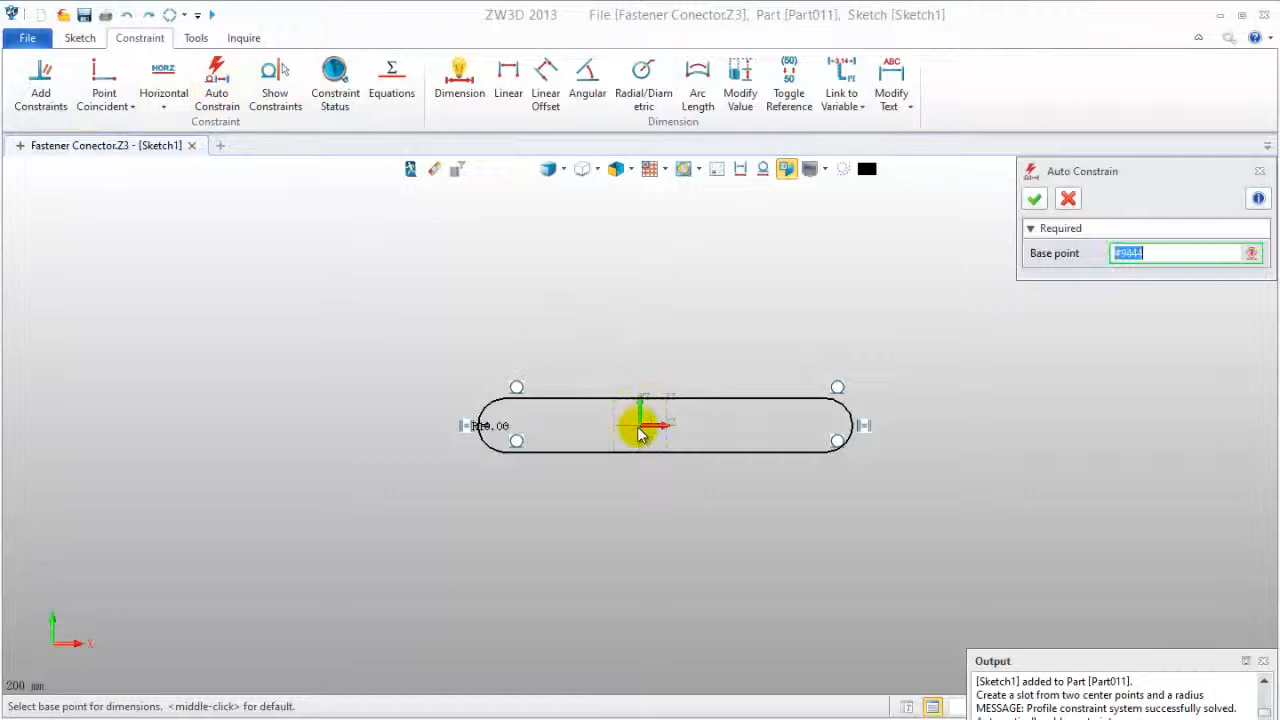 ZW3D 2013 File [Fastener Conector.Z3], Part [Part011], Sketch [Sketch1]
File Sketch Constraint Tools Inquire
Add Constraints
Point Coincident
HORZ
Horizontal
Auto Constrain
Show Constraints
Constraint Status
Equations
Dimension
Linear
Linear Offset
Angular
Radial/Diam etric
Arc Length
Modify Value
(50)
50
Toggle Reference
Link to Variable
ABC
Modify Text
Constraint
Dimension
Fastener Conector.Z3 - [Sketch1]
Auto Constrain
Required
Base point
X
200 mm
Output
[Sketch1] added to Part [Part011].
Create a slot from two center points and a radius
MESSAGE: Profile constraint system successfully solved.
Select base point for dimensions. <middle-click> for default.